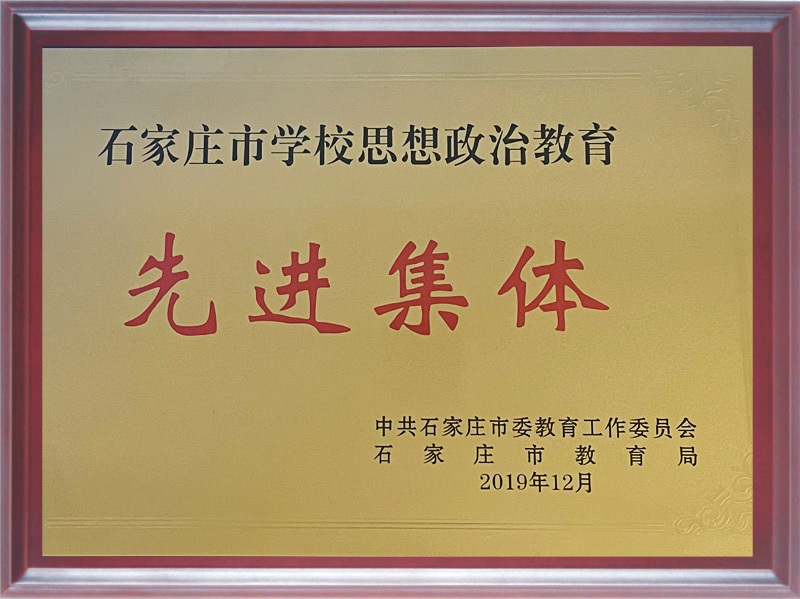 石家庄市学校思想政治教育
先进集体
中共石家庄市委教育工作委员会
石家庄市教育局
2019年12月